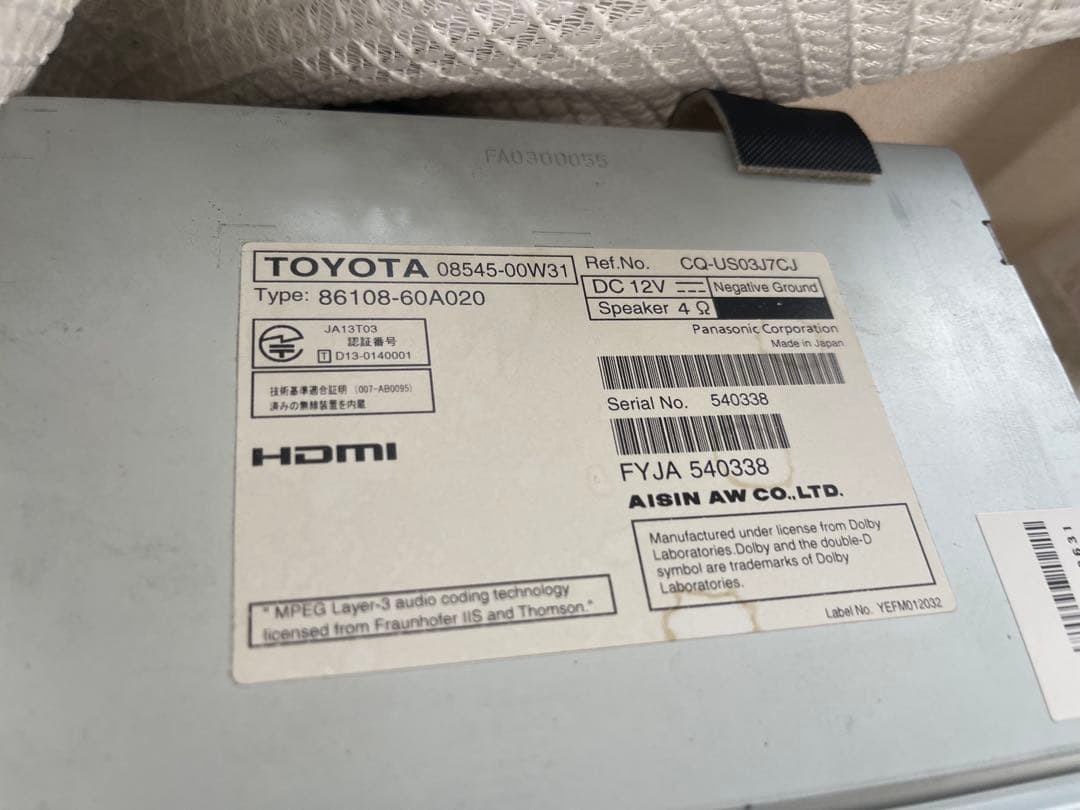 FA0300055
TOYOTA 08545-00W31
Type: 86108-60A020
JA13T03
認証番号
T D13-0140001
技術基準適合証明 (007-AB0095)
済みの無線装置を内蔵
HDMI
"MPEG Layer-3 audio coding technology
licensed from Fraunhofer IIS and Thomson."
Ref.No. CQ-US03J7CJ
DC 12V Negative Ground
Speaker 4 Ω
Panasonic Corporation
Made in Japan
Serial No. 540338
FYJA 540338
AISIN AW CO.,LTD.
Manufactured under license from Dolby
Laboratories.Dolby and the double-D
symbol are trademarks of Dolby
Laboratories.
Label No. YEFM012032